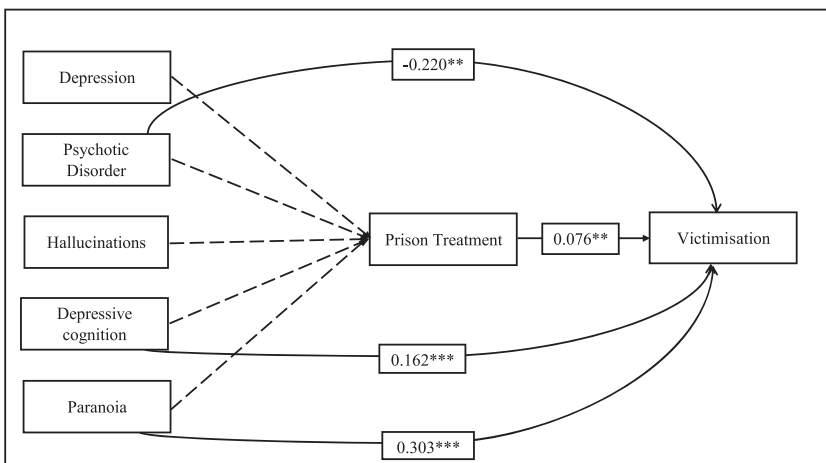 Depression
-0.220**
Psychotic
Disorder
Hallucinations
Prison Treatment
0.076**
Victimisation
Depressive
cognition
0.162***
Paranoia
0.303***